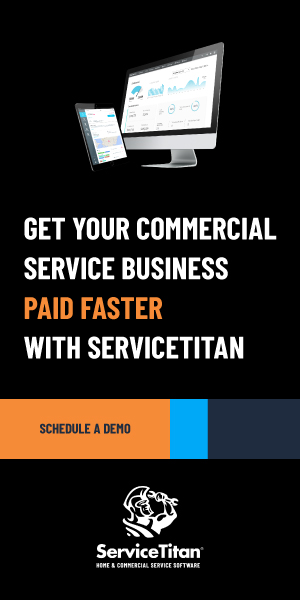 GET YOUR COMMERCIAL
SERVICE BUSINESS
PAID FASTER
WITH SERVICETITAN
SCHEDULE A DEMO
ServiceTitan®
HOME & COMMERCIAL SERVICE SOFTWARE